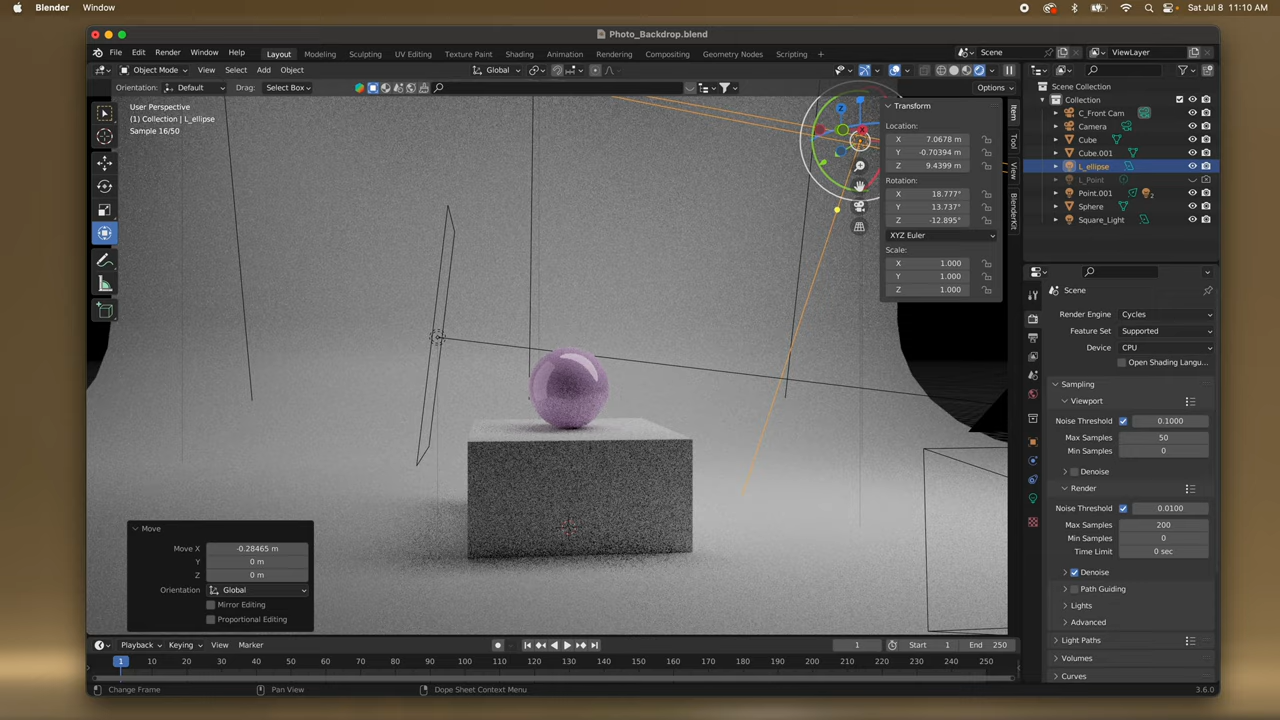 Blender Window Sat Jul 8 11:10 AM
Photo_Backdrop.blend
File Edit Render Window Help Layout Modeling Sculpting UV Editing Texture Paint Shading Animation Rendering Compositing Geometry Nodes Scripting + Scene ViewLayer
Object Mode View Select Add Object Global
Orientation: Default Drag: Select Box Options
User Perspective
(1) Collection | L_ellipse
Sample 16/50
Z
X
Transform
Location:
X 7.0678 m
Y -0.70394 m
Z 9.4399 m
Rotation:
X 18.777°
Y 13.737°
Z -12.895°
XYZ Euler
Scale:
X 1.000
Y 1.000
Z 1.000
Item
Tool
View
BlenderKit
Scene Collection
Collection
C_Front Cam
Camera
Cube
Cube.001
L_ellipse
L_Point
Point.001 2
Sphere
Square_Light
Scene
Render Engine Cycles
Feature Set Supported
Device CPU
Open Shading Langu...
Sampling
Viewport
Noise Threshold 0.1000
Max Samples 50
Min Samples 0
Denoise
Render
Noise Threshold 0.0100
Max Samples 200
Min Samples 0
Time Limit 0 sec
Denoise
Path Guiding
Lights
Advanced
Light Paths
Volumes
Curves
Move
Move X -0.28465 m
Y 0 m
Z 0 m
Orientation Global
Mirror Editing
Proportional Editing
Playback Keying View Marker 1 Start 1 End 250
1 10 20 30 40 50 60 70 80 90 100 110 120 130 140 150 160 170 180 190 200 210 220 230 240 250
Change Frame Pan View Dope Sheet Context Menu 3.6.0